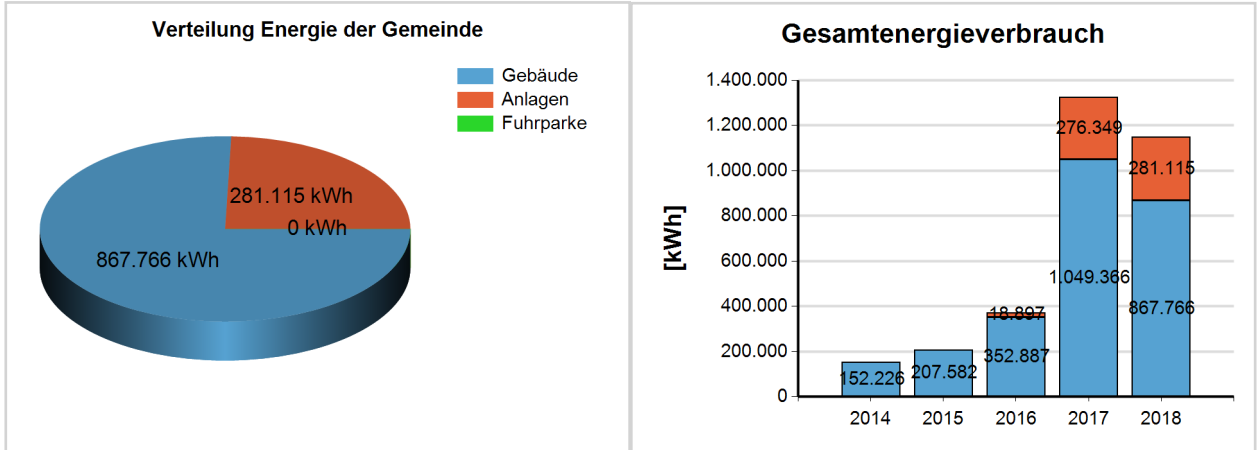 Verteilung Energie der Gemeinde
Gebäude
Anlagen
Fuhrparke
281.115 kWh
0 kWh
867.766 kWh
Gesamtenergieverbrauch
[kWh]
1.400.000
1.200.000
1.000.000
800.000
600.000
400.000
200.000
0
276.349
281.115
1.049.366
867.766
18.897
352.887
207.582
152.226
2014 2015 2016 2017 2018